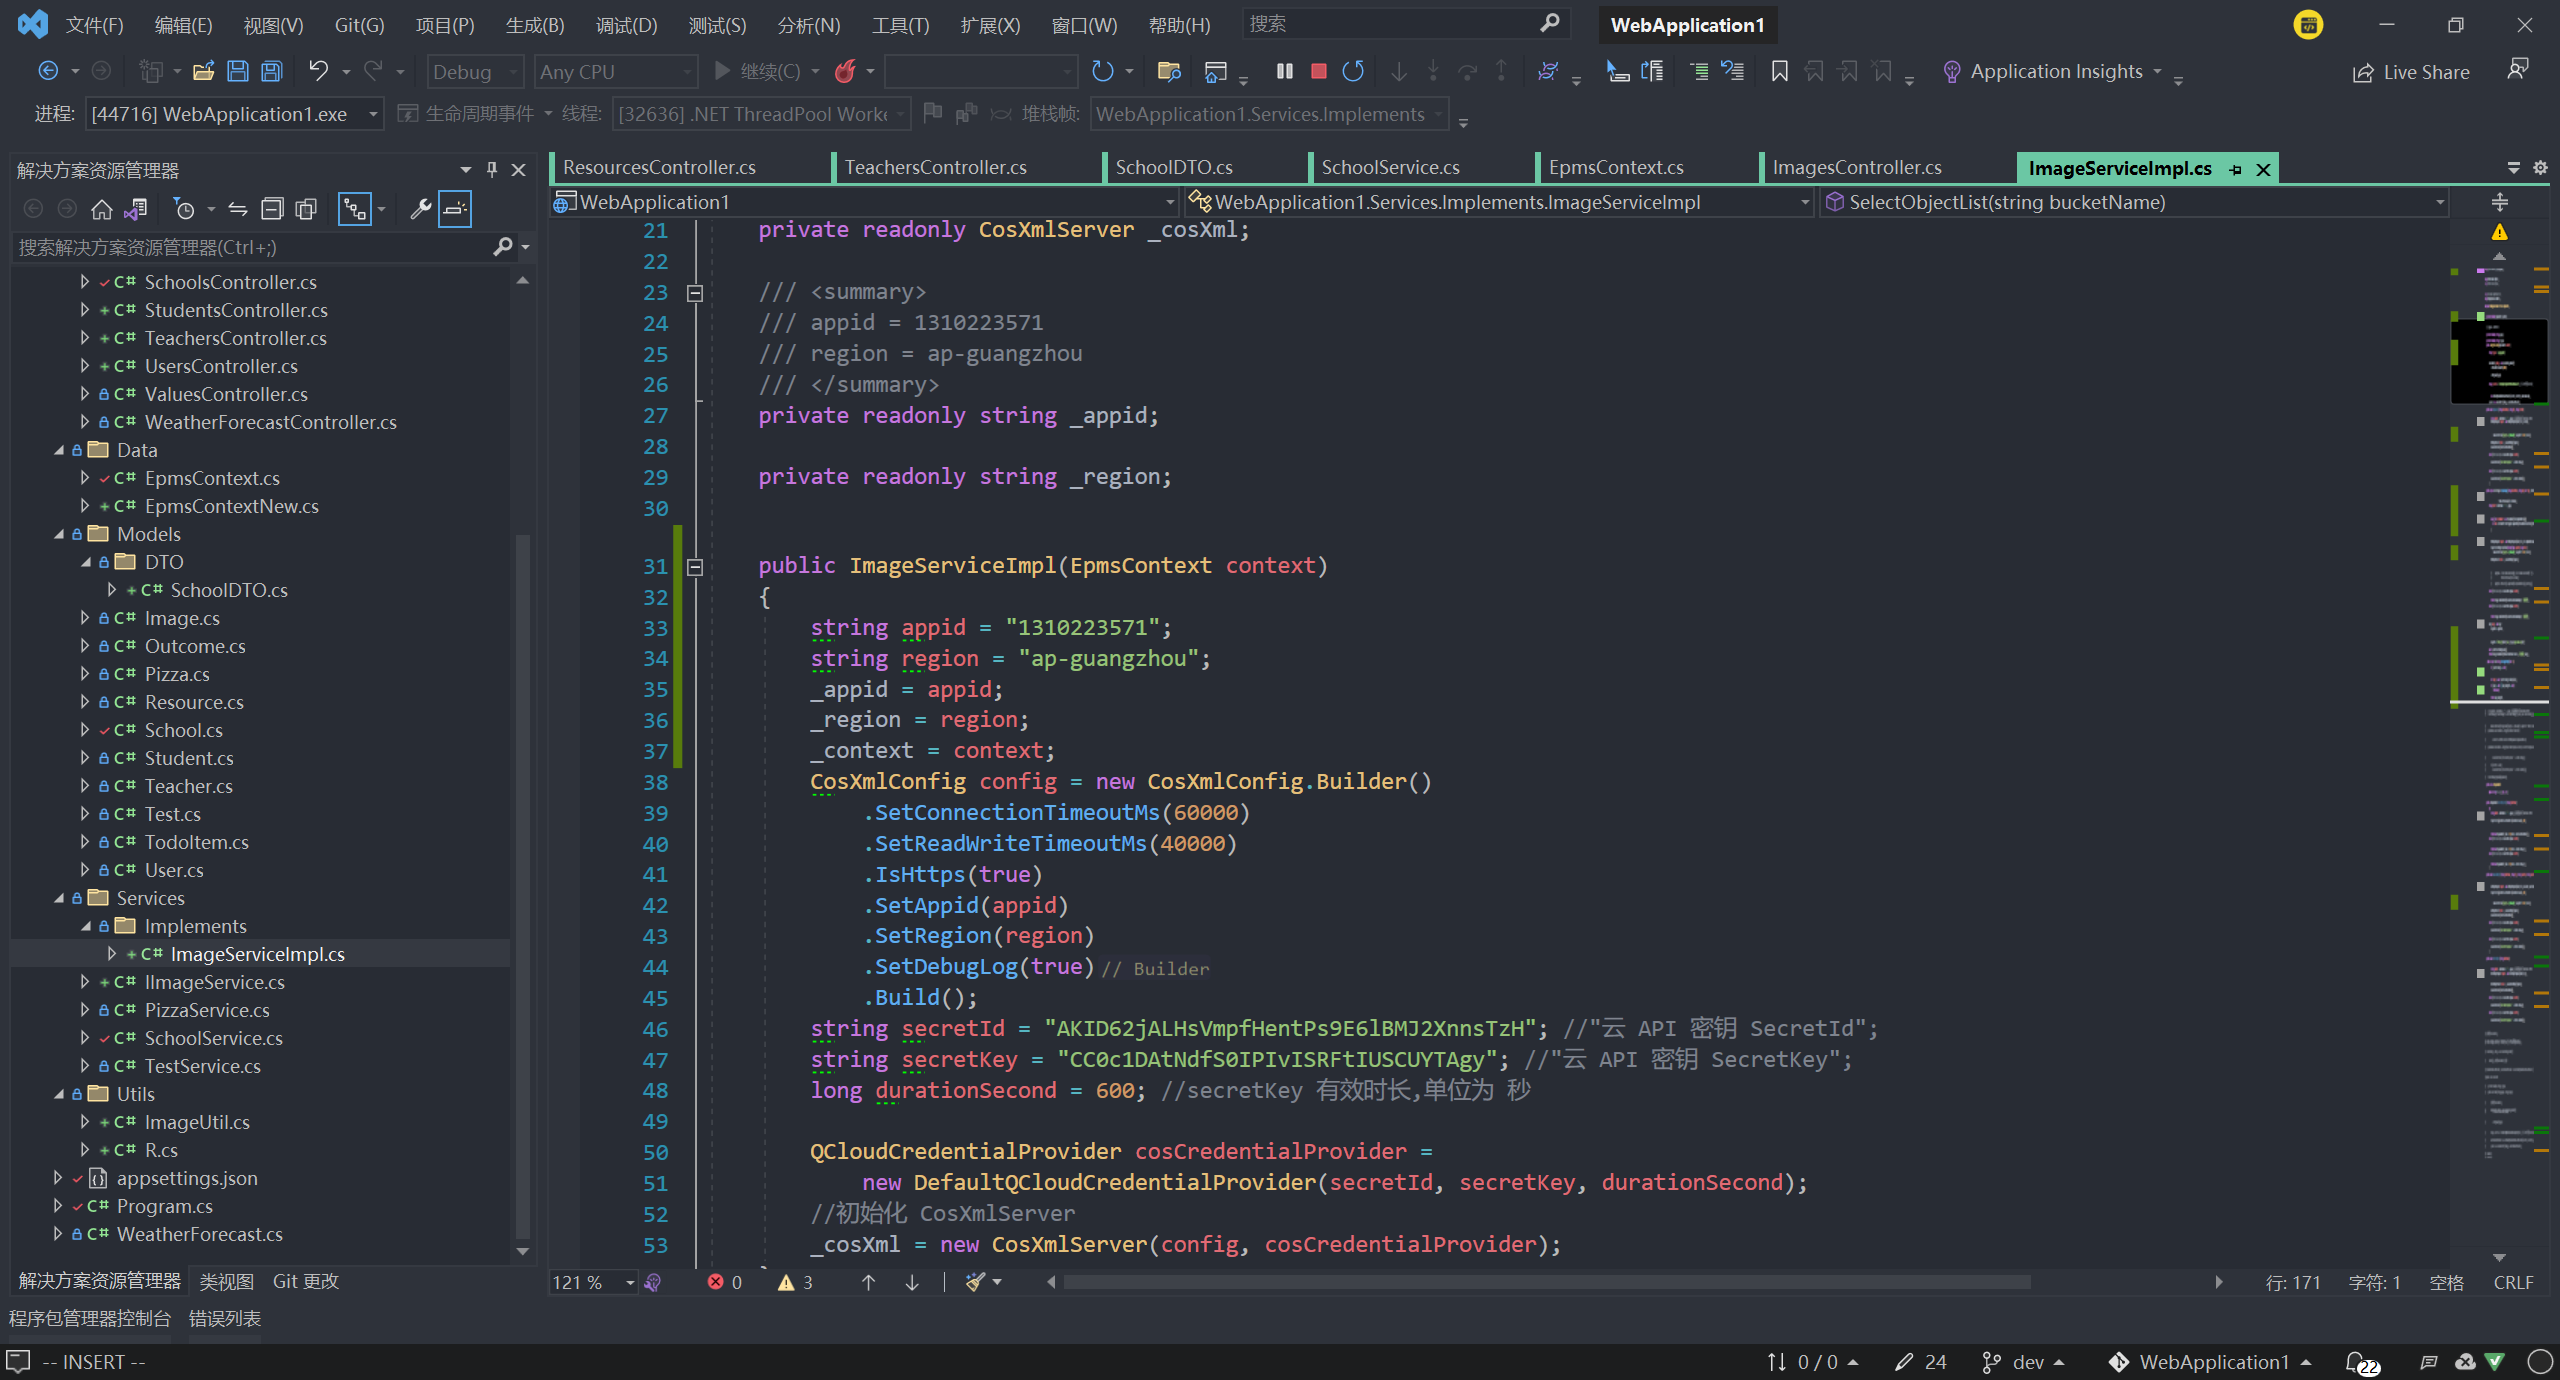 文件(F) 编辑(E) 视图(V) Git(G) 项目(P) 生成(B) 调试(D) 测试(S) 分析(N) 工具(T) 扩展(X) 窗口(W) 帮助(H) 搜索 WebApplication1
Debug Any CPU 继续(C) Application Insights Live Share
进程: [44716] WebApplication1.exe 生命周期事件 线程: [32636] .NET ThreadPool Worke 堆栈帧: WebApplication1.Services.Implements
解决方案资源管理器
搜索解决方案资源管理器(Ctrl+;)
C# SchoolsController.cs
C# StudentsController.cs
C# TeachersController.cs
C# UsersController.cs
C# ValuesController.cs
C# WeatherForecastController.cs
Data
C# EpmsContext.cs
C# EpmsContextNew.cs
Models
DTO
C# SchoolDTO.cs
C# Image.cs
C# Outcome.cs
C# Pizza.cs
C# Resource.cs
C# School.cs
C# Student.cs
C# Teacher.cs
C# Test.cs
C# TodoItem.cs
C# User.cs
Services
Implements
C# ImageServiceImpl.cs
C# IImageService.cs
C# PizzaService.cs
C# SchoolService.cs
C# TestService.cs
Utils
C# ImageUtil.cs
C# R.cs
appsettings.json
C# Program.cs
C# WeatherForecast.cs
解决方案资源管理器 类视图 Git 更改
ResourcesController.cs TeachersController.cs SchoolDTO.cs SchoolService.cs EpmsContext.cs ImagesController.cs ImageServiceImpl.cs
WebApplication1 WebApplication1.Services.Implements.ImageServiceImpl SelectObjectList(string bucketName)
21 private readonly CosXmlServer _cosXml;
22
23 /// <summary>
24 /// appid = 1310223571
25 /// region = ap-guangzhou
26 /// </summary>
27 private readonly string _appid;
28
29 private readonly string _region;
30
31 public ImageServiceImpl(EpmsContext context)
32 {
33 string appid = "1310223571";
34 string region = "ap-guangzhou";
35 _appid = appid;
36 _region = region;
37 _context = context;
38 CosXmlConfig config = new CosXmlConfig.Builder()
39 .SetConnectionTimeoutMs(60000)
40 .SetReadWriteTimeoutMs(40000)
41 .IsHttps(true)
42 .SetAppid(appid)
43 .SetRegion(region)
44 .SetDebugLog(true) // Builder
45 .Build();
46 string secretId = "AKID62jALHsVmpfHentPs9E6lBMJ2XnnsTzH"; //"云 API 密钥 SecretId";
47 string secretKey = "CC0c1DAtNdfS0IPIvISRFtIUSCUYTAgy"; //"云 API 密钥 SecretKey";
48 long durationSecond = 600; //secretKey 有效时长,单位为 秒
49
50 QCloudCredentialProvider cosCredentialProvider =
51 new DefaultQCloudCredentialProvider(secretId, secretKey, durationSecond);
52 //初始化 CosXmlServer
53 _cosXml = new CosXmlServer(config, cosCredentialProvider);
121 % 0 3 行: 171 字符: 1 空格 CRLF
程序包管理器控制台 错误列表
-- INSERT -- 0 / 0 24 dev WebApplication1 22